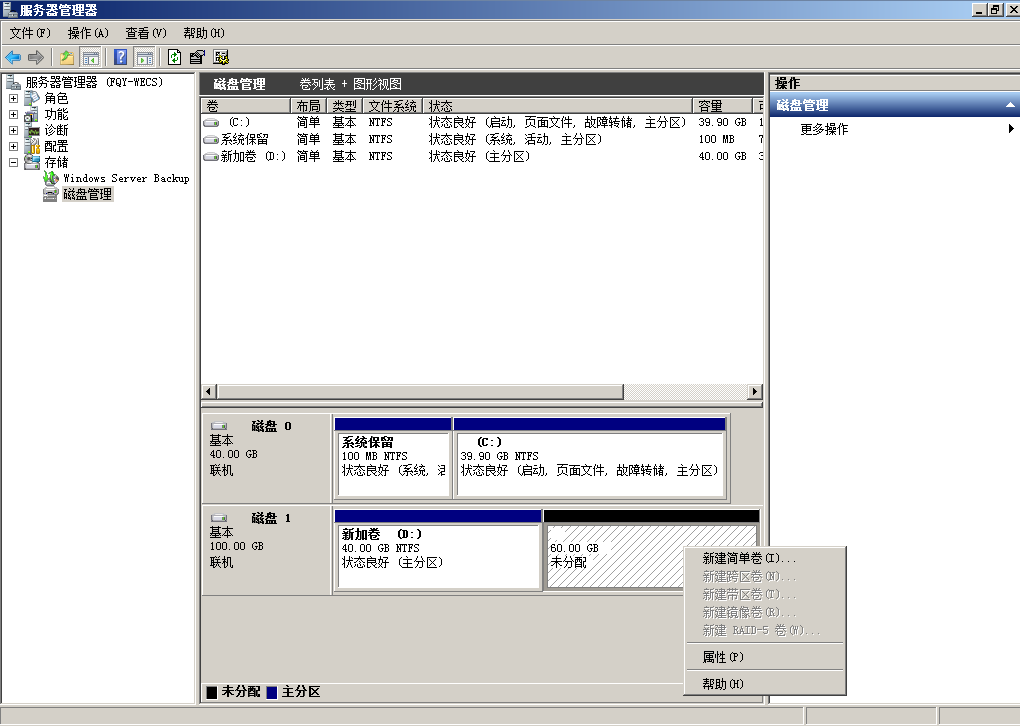 服务器管理器
文件(F) 操作(A) 查看(V) 帮助(H)
服务器管理器 (FQY-WECS)
角色
功能
诊断
配置
存储
Windows Server Backup
磁盘管理
磁盘管理 卷列表 + 图形视图
卷 布局 类型 文件系统 状态 容量
(C:) 简单 基本 NTFS 状态良好 (启动, 页面文件, 故障转储, 主分区) 39.90 GB 1
系统保留 简单 基本 NTFS 状态良好 (系统, 活动, 主分区) 100 MB 7
新加卷 (D:) 简单 基本 NTFS 状态良好 (主分区) 40.00 GB 3
磁盘 0
基本
40.00 GB
联机
系统保留
100 MB NTFS
状态良好 (系统, 活
(C:)
39.90 GB NTFS
状态良好 (启动, 页面文件, 故障转储, 主分区)
磁盘 1
基本
100.00 GB
联机
新加卷 (D:)
40.00 GB NTFS
状态良好 (主分区)
60.00 GB
未分配
新建简单卷(I)...
新建跨区卷(N)...
新建带区卷(T)...
新建镜像卷(R)...
新建 RAID-5 卷(W)...
属性(P)
帮助(H)
未分配 主分区
操作
磁盘管理
更多操作